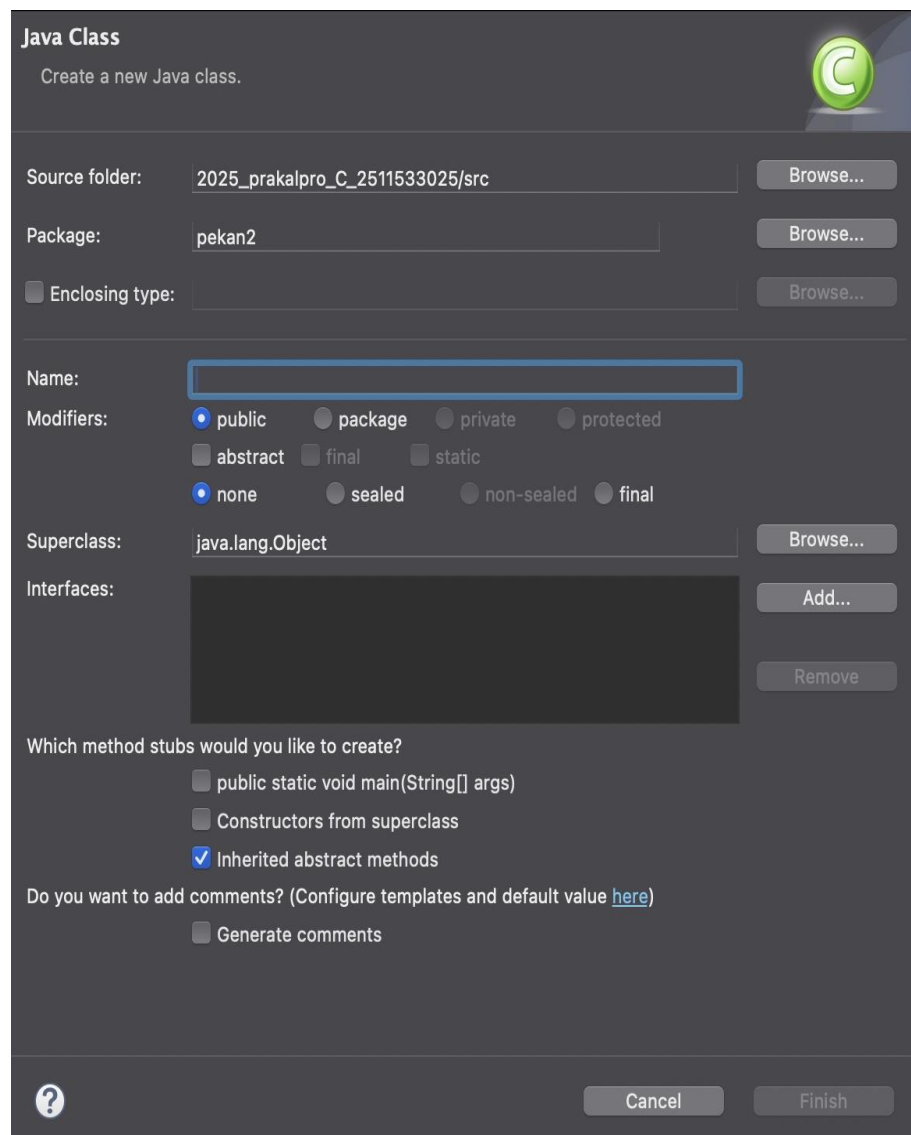 Java Class
Create a new Java class.
C
Source folder: 2025_prakalpro_C_2511533025/src Browse...
Package: pekan2 Browse...
Enclosing type: Browse...
Name:
Modifiers: public package private protected
abstract final static
none sealed non-sealed final
Superclass: java.lang.Object Browse...
Interfaces: Add...
Remove
Which method stubs would you like to create?
public static void main(String[] args)
Constructors from superclass
Inherited abstract methods
Do you want to add comments? (Configure templates and default value here)
Generate comments
? Cancel Finish